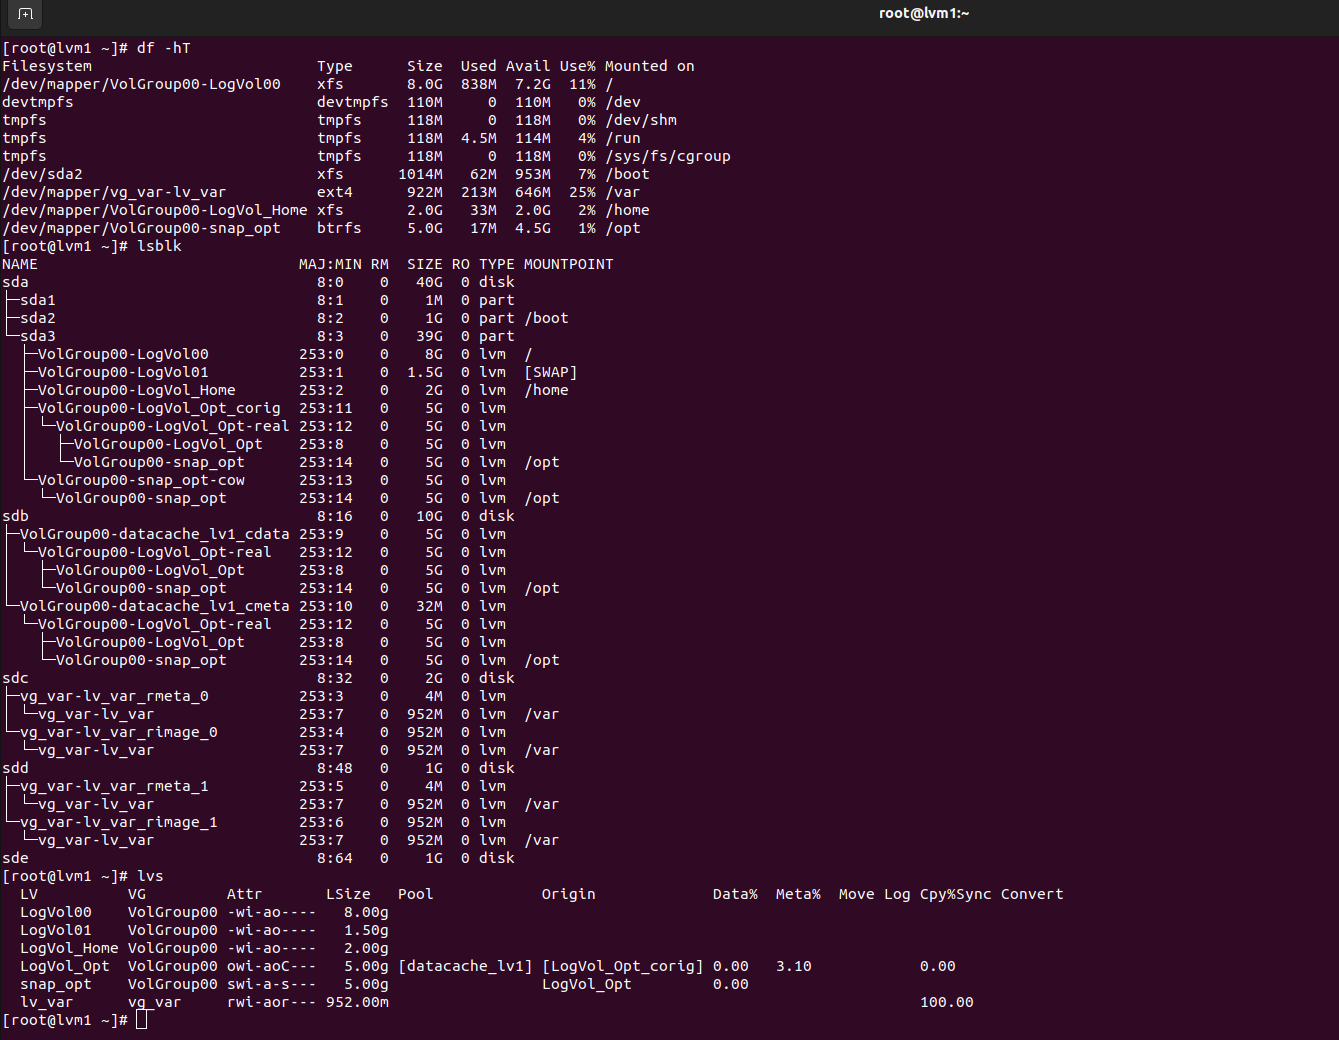 root@lvm1:~
[root@lvm1 ~]# df -hT
Filesystem                         Type      Size  Used Avail Use% Mounted on
/dev/mapper/VolGroup00-LogVol00    xfs       8.0G  838M  7.2G  11% /
devtmpfs                           devtmpfs  110M     0  110M   0% /dev
tmpfs                              tmpfs     118M     0  118M   0% /dev/shm
tmpfs                              tmpfs     118M  4.5M  114M   4% /run
tmpfs                              tmpfs     118M     0  118M   0% /sys/fs/cgroup
/dev/sda2                          xfs      1014M   62M  953M   7% /boot
/dev/mapper/vg_var-lv_var          ext4      922M  213M  646M  25% /var
/dev/mapper/VolGroup00-LogVol_Home xfs       2.0G   33M  2.0G   2% /home
/dev/mapper/VolGroup00-snap_opt    btrfs     5.0G   17M  4.5G   1% /opt
[root@lvm1 ~]# lsblk
NAME                             MAJ:MIN RM  SIZE RO TYPE MOUNTPOINT
sda                                8:0    0   40G  0 disk
├─sda1                             8:1    0    1M  0 part
├─sda2                             8:2    0    1G  0 part /boot
└─sda3                             8:3    0   39G  0 part
  ├─VolGroup00-LogVol00          253:0    0    8G  0 lvm  /
  ├─VolGroup00-LogVol01          253:1    0  1.5G  0 lvm  [SWAP]
  ├─VolGroup00-LogVol_Home       253:2    0    2G  0 lvm  /home
  ├─VolGroup00-LogVol_Opt_corig  253:11   0    5G  0 lvm
  │ └─VolGroup00-LogVol_Opt-real 253:12   0    5G  0 lvm
  │   ├─VolGroup00-LogVol_Opt    253:8    0    5G  0 lvm
  │   └─VolGroup00-snap_opt      253:14   0    5G  0 lvm  /opt
  └─VolGroup00-snap_opt-cow      253:13   0    5G  0 lvm
    └─VolGroup00-snap_opt        253:14   0    5G  0 lvm  /opt
sdb                                8:16   0   10G  0 disk
├─VolGroup00-datacache_lv1_cdata 253:9    0    5G  0 lvm
│ └─VolGroup00-LogVol_Opt-real   253:12   0    5G  0 lvm
│   ├─VolGroup00-LogVol_Opt      253:8    0    5G  0 lvm
│   └─VolGroup00-snap_opt        253:14   0    5G  0 lvm  /opt
└─VolGroup00-datacache_lv1_cmeta 253:10   0   32M  0 lvm
  └─VolGroup00-LogVol_Opt-real   253:12   0    5G  0 lvm
    ├─VolGroup00-LogVol_Opt      253:8    0    5G  0 lvm
    └─VolGroup00-snap_opt        253:14   0    5G  0 lvm  /opt
sdc                                8:32   0    2G  0 disk
├─vg_var-lv_var_rmeta_0          253:3    0    4M  0 lvm
│ └─vg_var-lv_var                253:7    0  952M  0 lvm  /var
└─vg_var-lv_var_rimage_0         253:4    0  952M  0 lvm
  └─vg_var-lv_var                253:7    0  952M  0 lvm  /var
sdd                                8:48   0    1G  0 disk
├─vg_var-lv_var_rmeta_1          253:5    0    4M  0 lvm
│ └─vg_var-lv_var                253:7    0  952M  0 lvm  /var
└─vg_var-lv_var_rimage_1         253:6    0  952M  0 lvm
  └─vg_var-lv_var                253:7    0  952M  0 lvm  /var
sde                                8:64   0    1G  0 disk
[root@lvm1 ~]# lvs
  LV          VG         Attr       LSize   Pool            Origin             Data%  Meta%  Move Log Cpy%Sync Convert
  LogVol00    VolGroup00 -wi-ao----   8.00g
  LogVol01    VolGroup00 -wi-ao----   1.50g
  LogVol_Home VolGroup00 -wi-ao----   2.00g
  LogVol_Opt  VolGroup00 owi-aoC---   5.00g [datacache_lv1] [LogVol_Opt_corig] 0.00   3.10            0.00
  snap_opt    VolGroup00 swi-a-s---   5.00g                 LogVol_Opt         0.00
  lv_var      vg_var     rwi-aor--- 952.00m                                                           100.00
[root@lvm1 ~]#